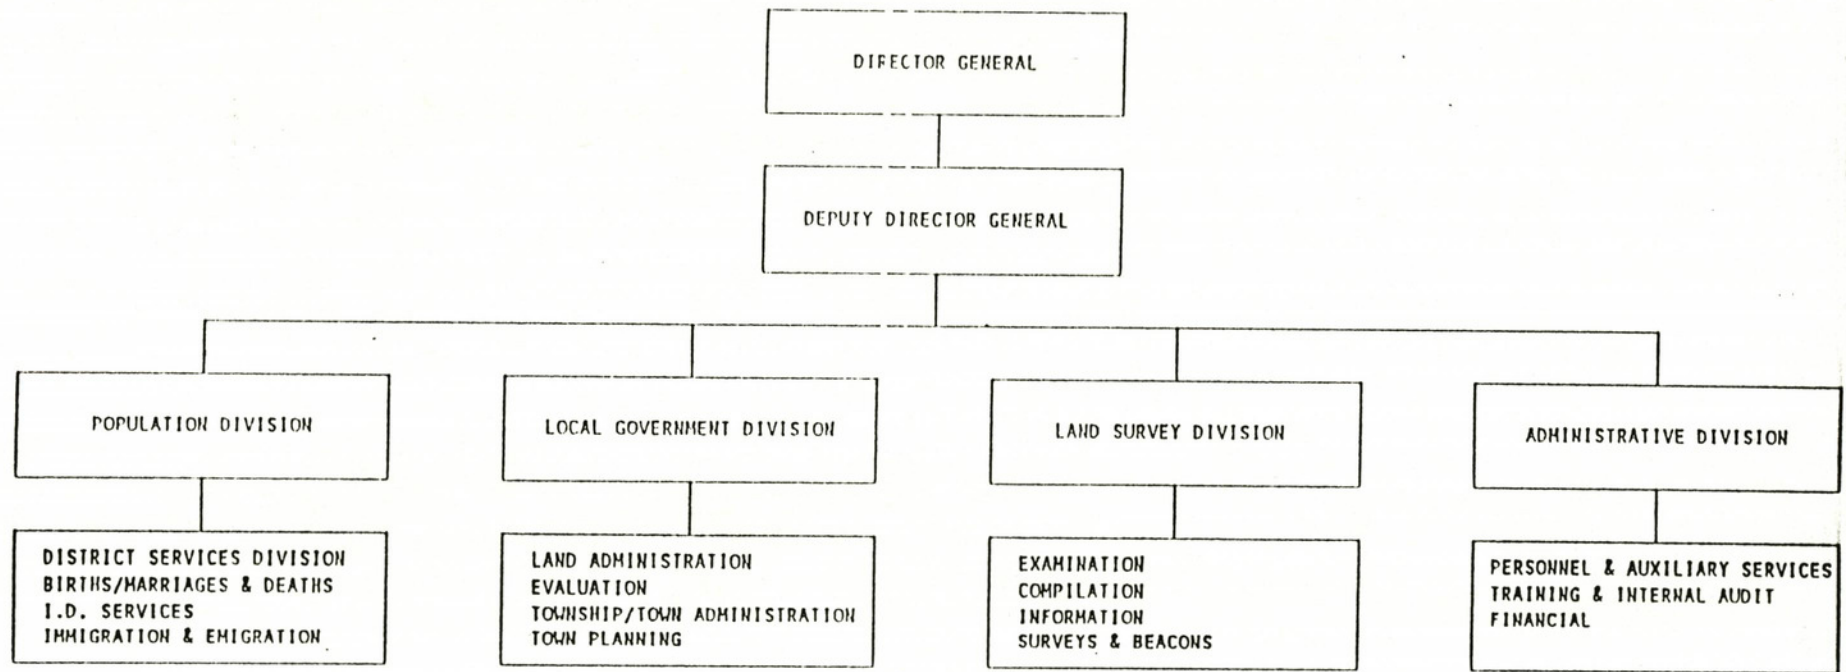 DIRECTOR GENERAL
DEPUTY DIRECTOR GENERAL
POPULATION DIVISION
LOCAL GOVERNMENT DIVISION
LAND SURVEY DIVISION
ADMINISTRATIVE DIVISION
DISTRICT SERVICES DIVISION
BIRTHS/MARRIAGES & DEATHS
I.D. SERVICES
IMMIGRATION & EMIGRATION
LAND ADMINISTRATION
EVALUATION
TOWNSHIP/TOWN ADMINISTRATION
TOWN PLANNING
EXAMINATION
COMPILATION
INFORMATION
SURVEYS & BEACONS
PERSONNEL & AUXILIARY SERVICES
TRAINING & INTERNAL AUDIT
FINANCIAL